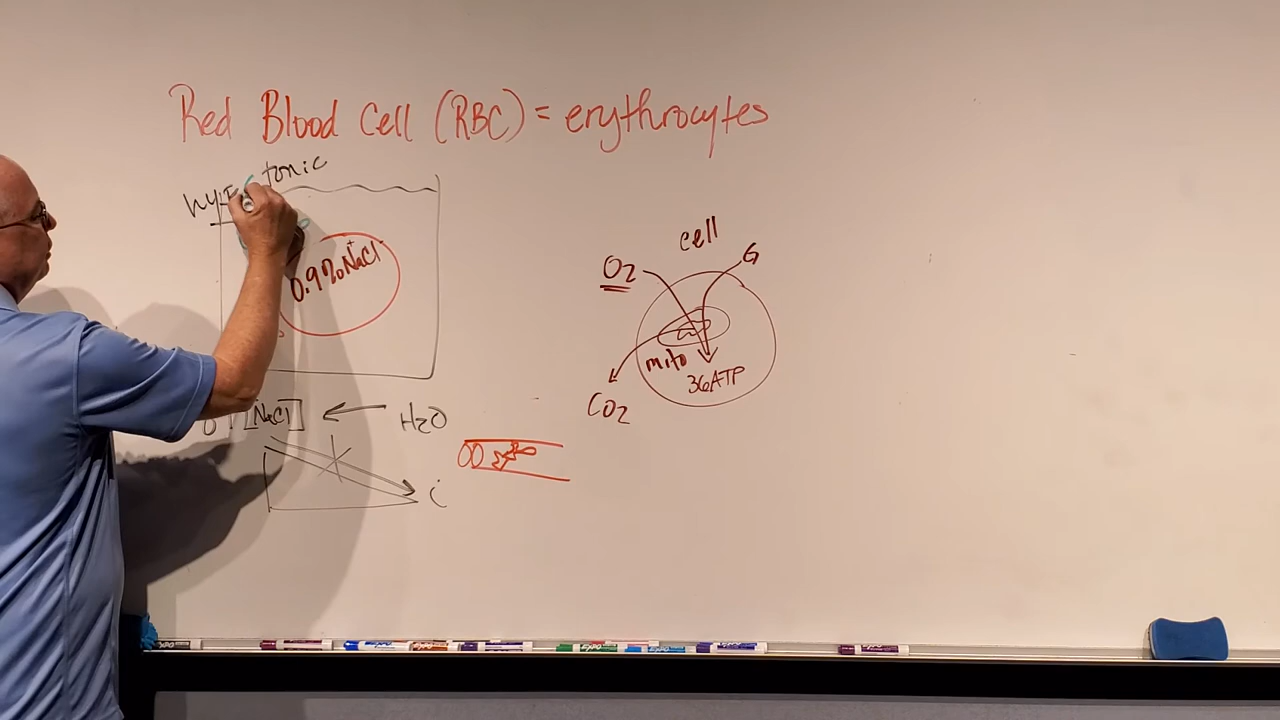 Red Blood Cell (RBC) = erythrocytes
tonic
0.9% NaCl
cell
O2
G
mito
36ATP
CO2
NaCl
H2O
i